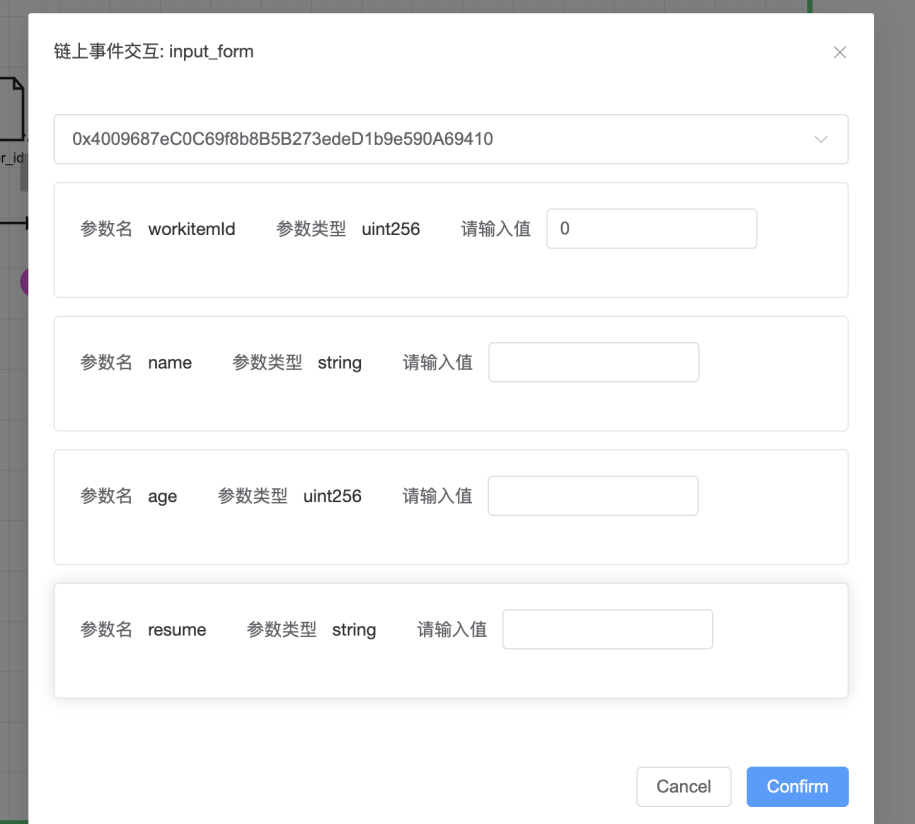 链上事件交互: input_form
0x4009687eC0C69f8b8B5B273edeD1b9e590A69410
r_id
参数名 workitemId 参数类型 uint256 请输入值 0
参数名 name 参数类型 string 请输入值
参数名 age 参数类型 uint256 请输入值
参数名 resume 参数类型 string 请输入值
Cancel Confirm